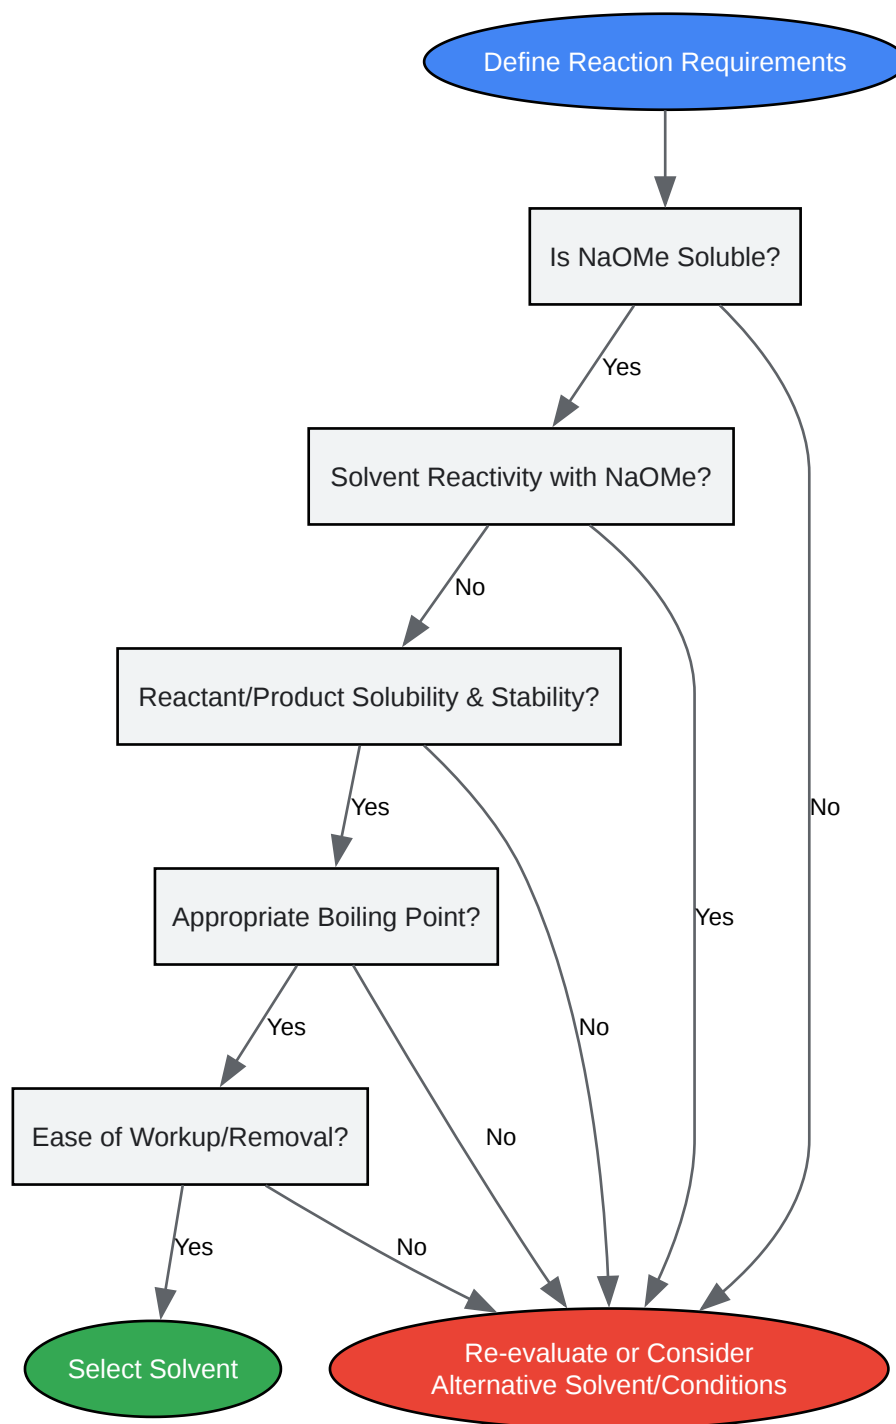 Define Reaction Requirements
Is NaOMe Soluble?
Yes
Solvent Reactivity with NaOMe?
No
Reactant/Product Solubility & Stability?
Yes
No
Appropriate Boiling Point?
Yes
Yes
No
Ease of Workup/Removal?
No
Yes
No
Select Solvent
Re-evaluate or Consider
Alternative Solvent/Conditions